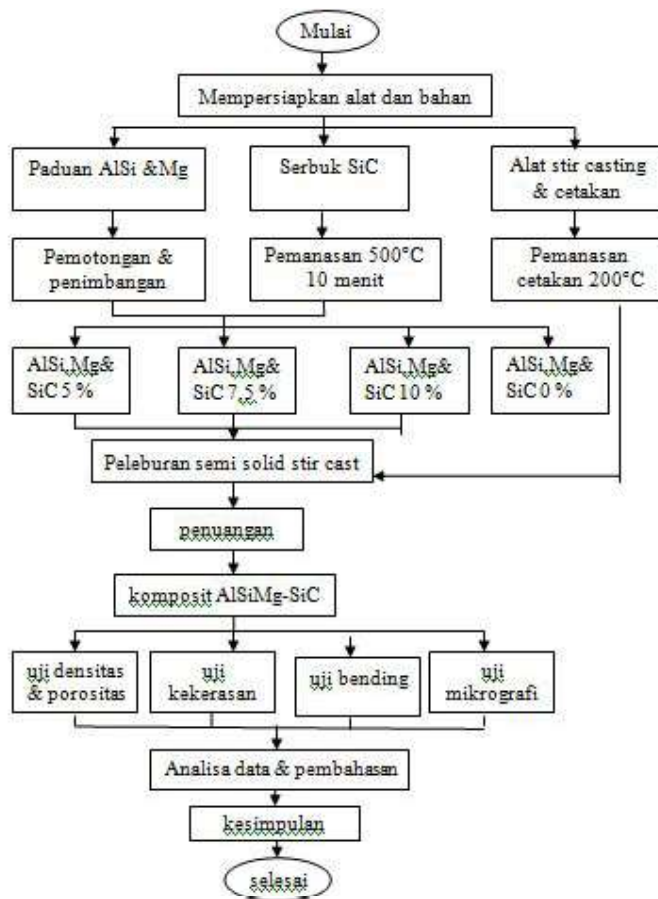 Mulai
Mempersiapkan alat dan bahan
Paduan AlSi &Mg
Serbuk SiC
Alat stir casting
& cetakan
Pemotongan &
penimbangan
Pemanasan 500°C
10 menit
Pemanasan
cetakan 200°C
AlSi,Mg&
SiC 5 %
AlSi,Mg&
SiC 7,5 %
AlSi,Mg&
SiC 10 %
AlSi,Mg&
SiC 0 %
Peleburan semi solid stir cast
penuangan
komposit AlSiMg-SiC
uji densitas
& porositas
uji
kekerasan
uji bending
uji
mikrografi
Analisa data & pembahasan
kesimpulan
selesai